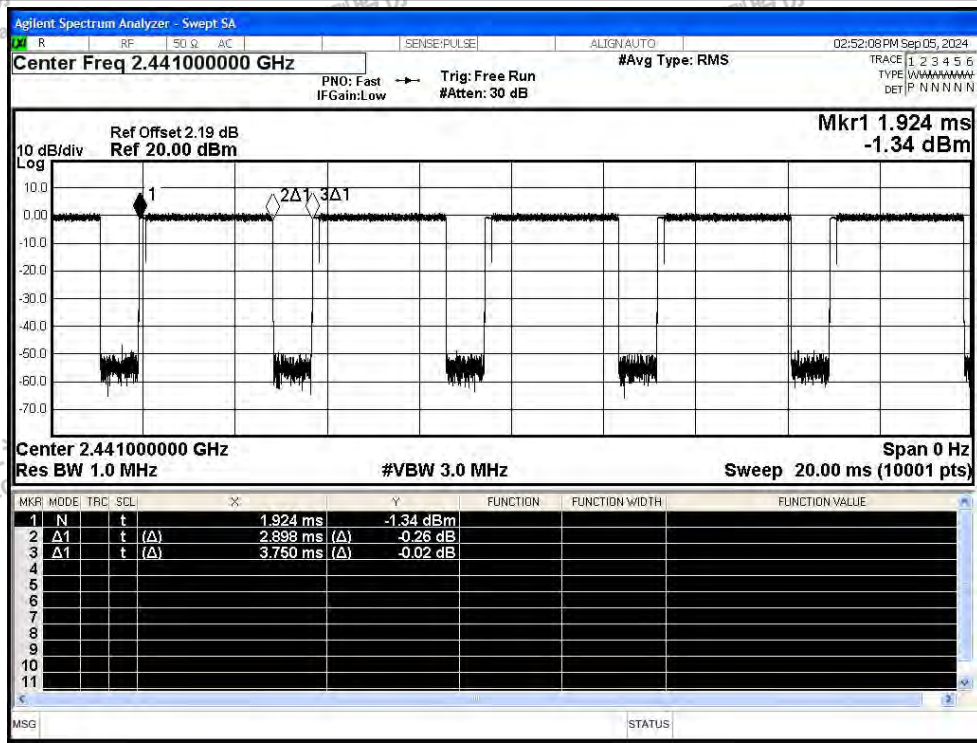 Agilent Spectrum Analyzer - Swept SA
LXI R RF 50 Ω AC SENSE:PULSE ALIGNAUTO 02:52:08 PM Sep 05, 2024
Center Freq 2.441000000 GHz
PNO: Fast
IFGain:Low
Trig: Free Run
#Atten: 30 dB
#Avg Type: RMS
TRACE 1 2 3 4 5 6
TYPE WWWWWW
DET P N N N N N
Mkr1 1.924 ms
-1.34 dBm
Ref Offset 2.19 dB
10 dB/div Ref 20.00 dBm
Log
10.0
0.00
-10.0
-20.0
-30.0
-40.0
-50.0
-60.0
-70.0
1
2Δ1
3Δ1
Center 2.441000000 GHz Span 0 Hz
Res BW 1.0 MHz #VBW 3.0 MHz Sweep 20.00 ms (10001 pts)
MKR MODE TRC SCL X Y FUNCTION FUNCTION WIDTH FUNCTION VALUE
1 N t 1.924 ms -1.34 dBm
2 Δ1 t (Δ) 2.898 ms (Δ) -0.26 dB
3 Δ1 t (Δ) 3.750 ms (Δ) -0.02 dB
4
5
6
7
8
9
10
11
MSG STATUS